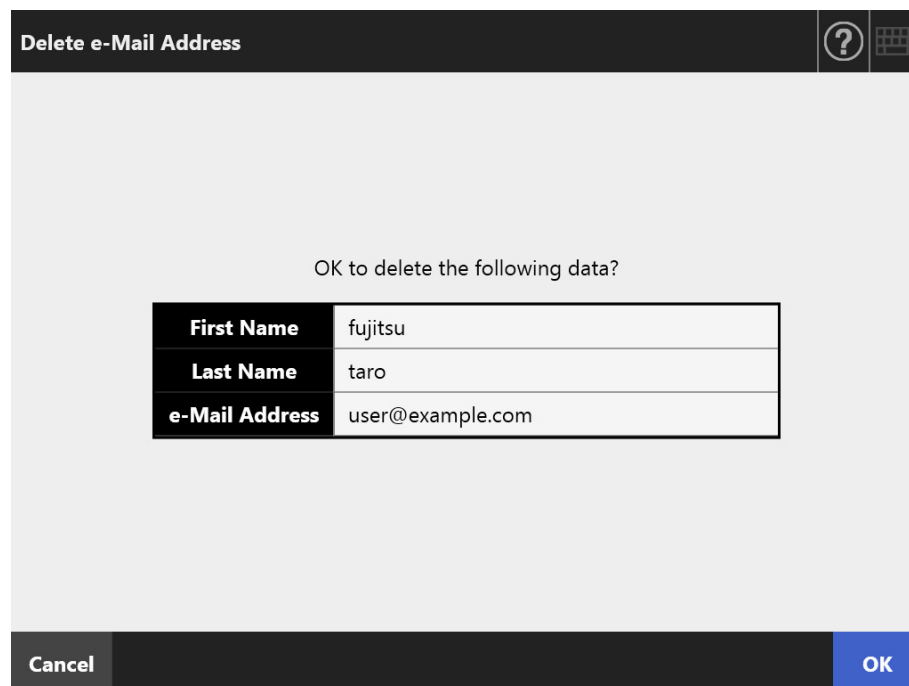 Delete e-Mail Address
?
OK to delete the following data?
First Name fujitsu
Last Name taro
e-Mail Address user@example.com
Cancel OK